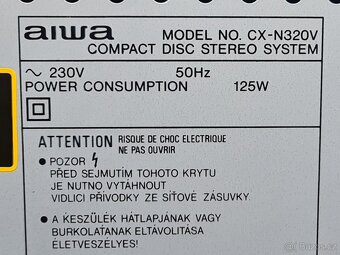 aiwa
MODEL NO. CX-N320V
COMPACT DISC STEREO SYSTEM
~ 230V 50Hz
POWER CONSUMPTION 125W
ATTENTION RISQUE DE CHOC ELECTRIQUE
NE PAS OUVRIR
● POZOR
PŘED SEJMUTÍM TOHOTO KRYTU
JE NUTNO VYTÁHNOUT
VIDLICI PŘÍVODKY ZE SÍŤOVÉ ZÁSUVKY.
● A KESZÜLÉK HÁTLAPJÁNAK VAGY
BURKOLATANAK ELTÁVOLÍTÁSA
ÉLETVESZÉLYES!